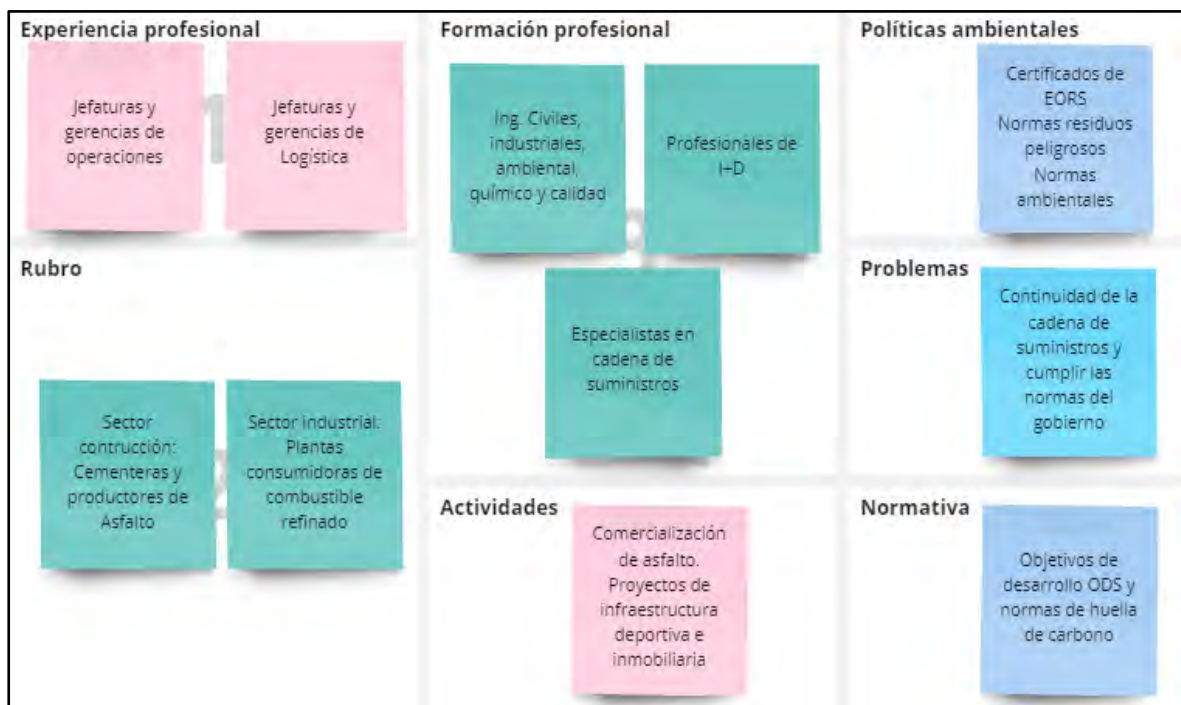 Experiencia profesional
Jefaturas y
gerencias de
operaciones
Jefaturas y
gerencias de
Logística
Formación profesional
Ing. Civiles,
industriales,
ambiental,
químico y calidad
Profesionales de
I+D
Especialistas en
cadena de
suministros
Políticas ambientales
Certificados de
EORS
Normas residuos
peligrosos
Normas
ambientales
Rubro
Sector
contrucción:
Cementeras y
productores de
Asfalto
Sector industrial.
Plantas
consumidoras de
combustible
refinado
Problemas
Continuidad de la
cadena de
suministros y
cumplir las
normas del
gobierno
Actividades
Comercialización
de asfalto.
Proyectos de
infraestructura
deportiva e
inmobiliaria
Normativa
Objetivos de
desarrollo ODS y
normas de huella
de carbono